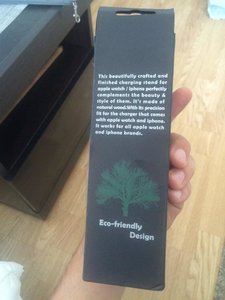 This beautifully crafted and
finished charging stand for
apple watch / iphone perfectly
complements the beauty &
style of them. it's made of
natural wood.With its precision
fit for the charger that comes
with apple watch and iphone.
It works for all apple watch
and iphone brands.
Eco-friendly
Design